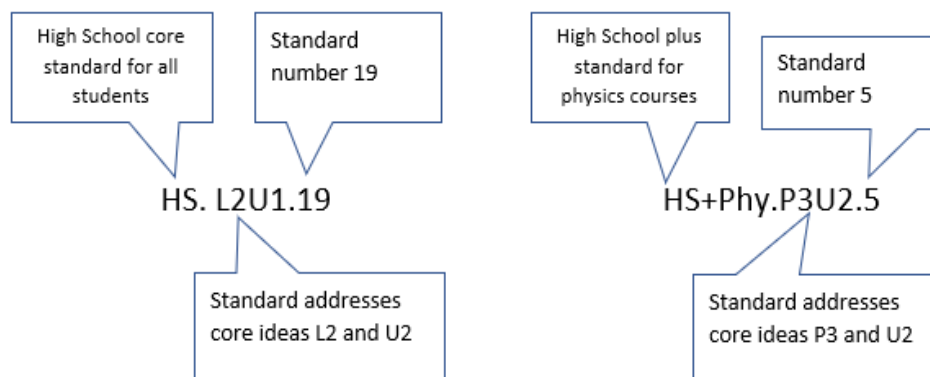 High School core
standard for all
students
Standard
number 19
HS. L2U1.19
Standard addresses
core ideas L2 and U2
High School plus
standard for
physics courses
Standard
number 5
HS+Phy.P3U2.5
Standard addresses
core ideas P3 and U2